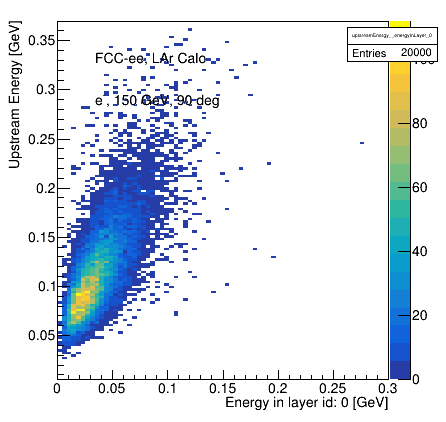 upstreamEnergy_energyInLayer_0
Entries 20000
FCC-ee, LAr Calo
e⁻, 150 GeV, 90 deg
Upstream Energy [GeV]
0.35
0.3
0.25
0.2
0.15
0.1
0.05
80
60
40
20
0
0 0.05 0.1 0.15 0.2 0.25 0.3
Energy in layer id: 0 [GeV]